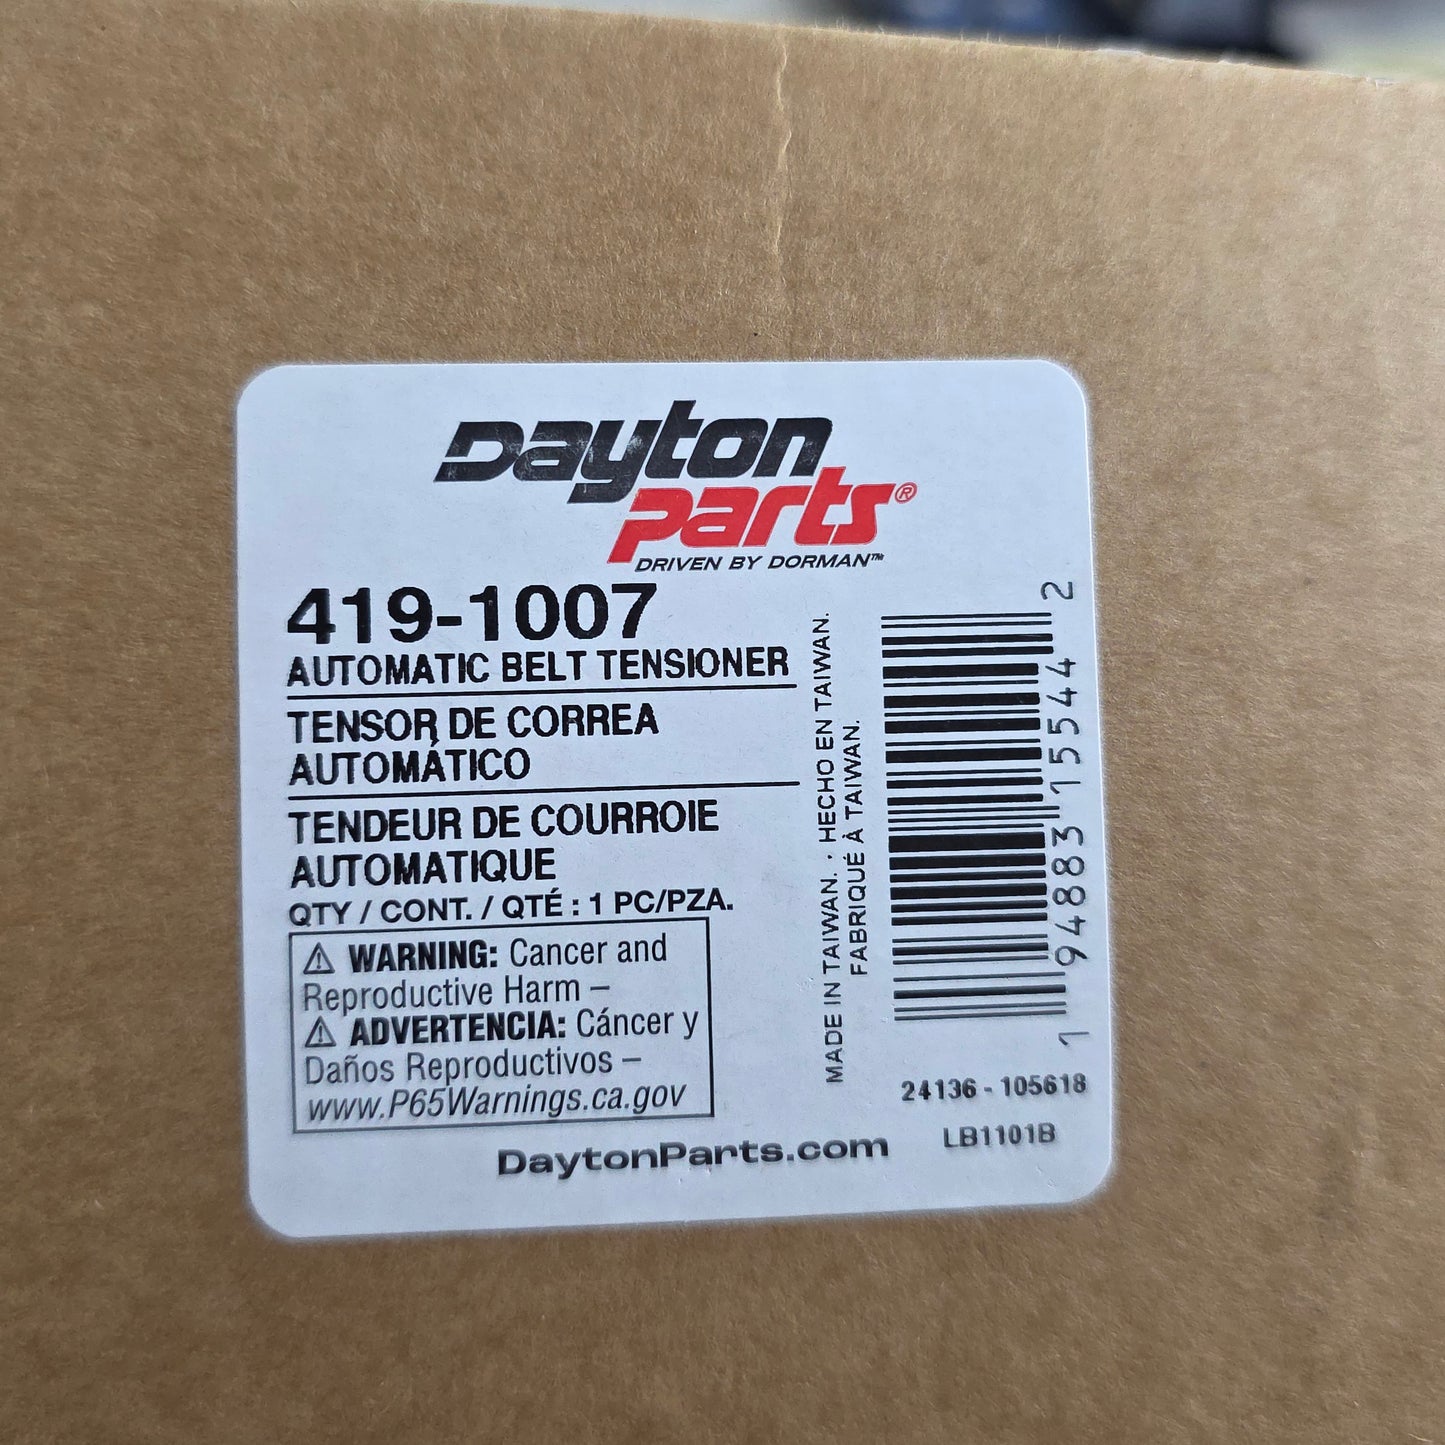 Dayton
Parts®
DRIVEN BY DORMAN™
419-1007
AUTOMATIC BELT TENSIONER
TENSOR DE CORREA
AUTOMÁTICO
TENDEUR DE COURROIE
AUTOMATIQUE
QTY / CONT. / QTÉ : 1 PC/PZA.
⚠ WARNING: Cancer and
Reproductive Harm –
⚠ ADVERTENCIA: Cáncer y
Daños Reproductivos –
www.P65Warnings.ca.gov
DaytonParts.com
MADE IN TAIWAN. · HECHO EN TAIWAN.
FABRIQUÉ À TAIWAN.
1 94883 15544 2
24136 - 105618
LB1101B